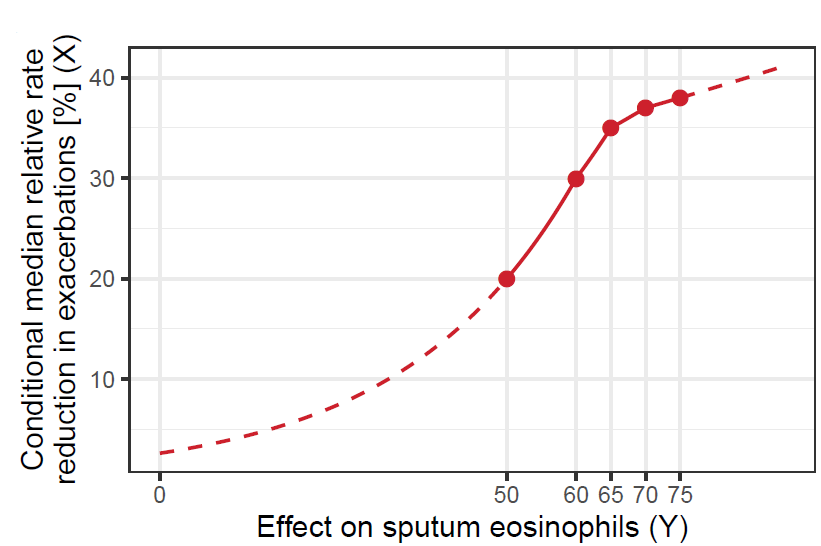 Conditional median relative rate
reduction in exacerbations [%] (X)
40
30
20
10
0 50 60 65 70 75
Effect on sputum eosinophils (Y)